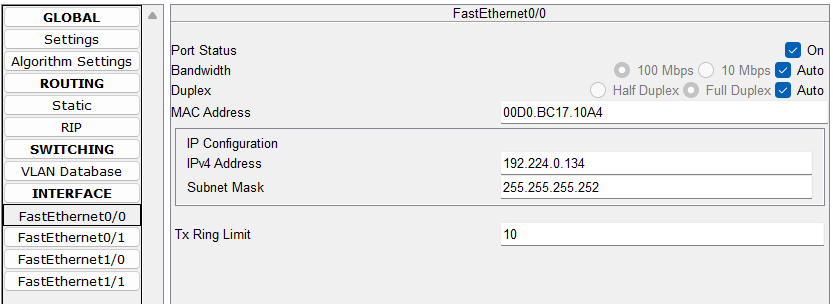 GLOBAL
Settings
Algorithm Settings
ROUTING
Static
RIP
SWITCHING
VLAN Database
INTERFACE
FastEthernet0/0
FastEthernet0/1
FastEthernet1/0
FastEthernet1/1
FastEthernet0/0
Port Status On
Bandwidth 100 Mbps 10 Mbps Auto
Duplex Half Duplex Full Duplex Auto
MAC Address 00D0.BC17.10A4
IP Configuration
IPv4 Address 192.224.0.134
Subnet Mask 255.255.255.252
Tx Ring Limit 10